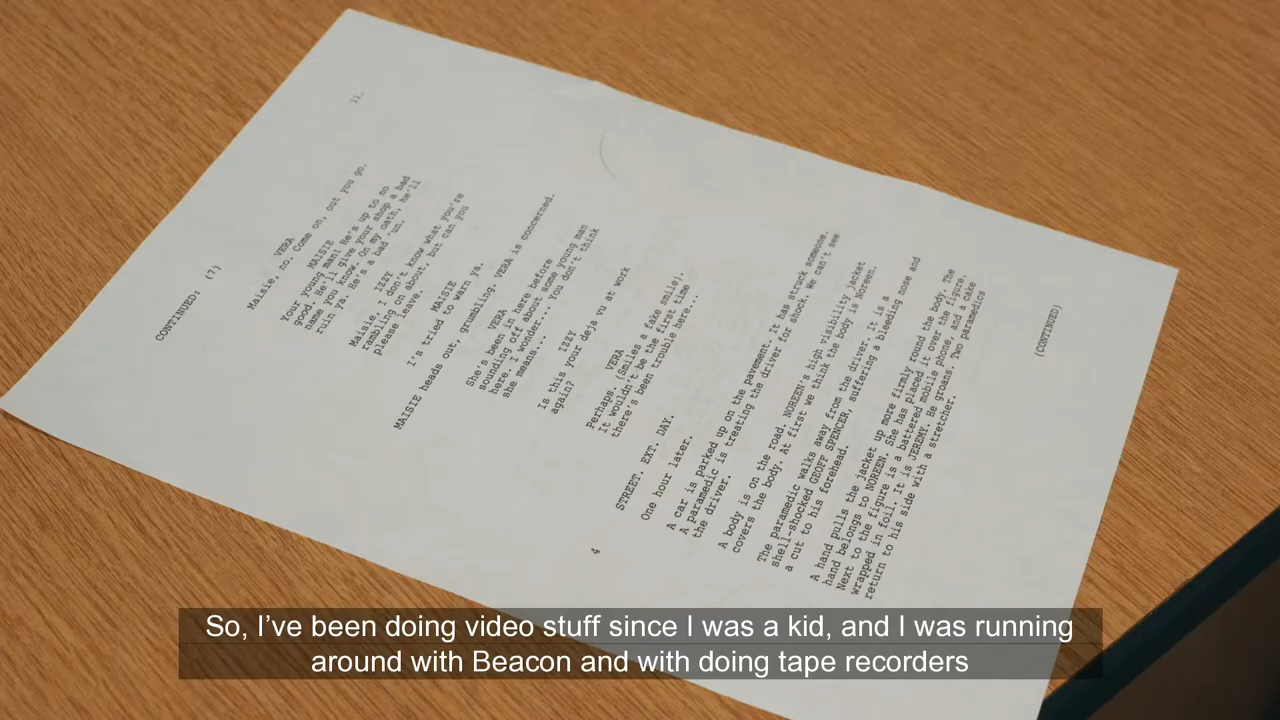 11.
CONTINUED: (7)
VERA
Maisie, no. Come on, out you go.
MAISIE
Your young man! He's up to no
good. He'll give your shop a bad
name you know. On my oath, he'll
ruin ya. He's a bad 'un.
IZZY
Maisie, I don't know what you're
rambling on about, but can you
please leave.
MAISIE
I's tried to warn ya.
MAISIE heads out, grumbling. VERA is concerned.
VERA
She's been in here before
sounding off about some young man
here. I wonder... You don't think
she means...
IZZY
Is this your deja vu at work
again?
VERA
Perhaps. (Smiles a fake smile).
It wouldn't be the first time
there's been trouble here...
4
STREET. EXT. DAY.
One hour later.
A car is parked up on the pavement. It has struck someone.
A paramedic is treating the driver for shock. We can't see
the driver.
A body is on the road. NOREEN's high visibility jacket
covers the body. At first we think the body is Noreen.
The paramedic walks away from the driver. It is a
shell-shocked GEOFF SPENCER, suffering a bleeding nose and
a cut to his forehead.
A hand pulls the jacket up more firmly round the body. The
hand belongs to NOREEN. She has placed it over the figure.
Next to the figure is a battered mobile phone, and a cake
wrapped in foil. It is JEREMY. He groans. Two paramedics
return to his side with a stretcher.
(CONTINUED)
So, I've been doing video stuff since I was a kid, and I was running
around with Beacon and with doing tape recorders